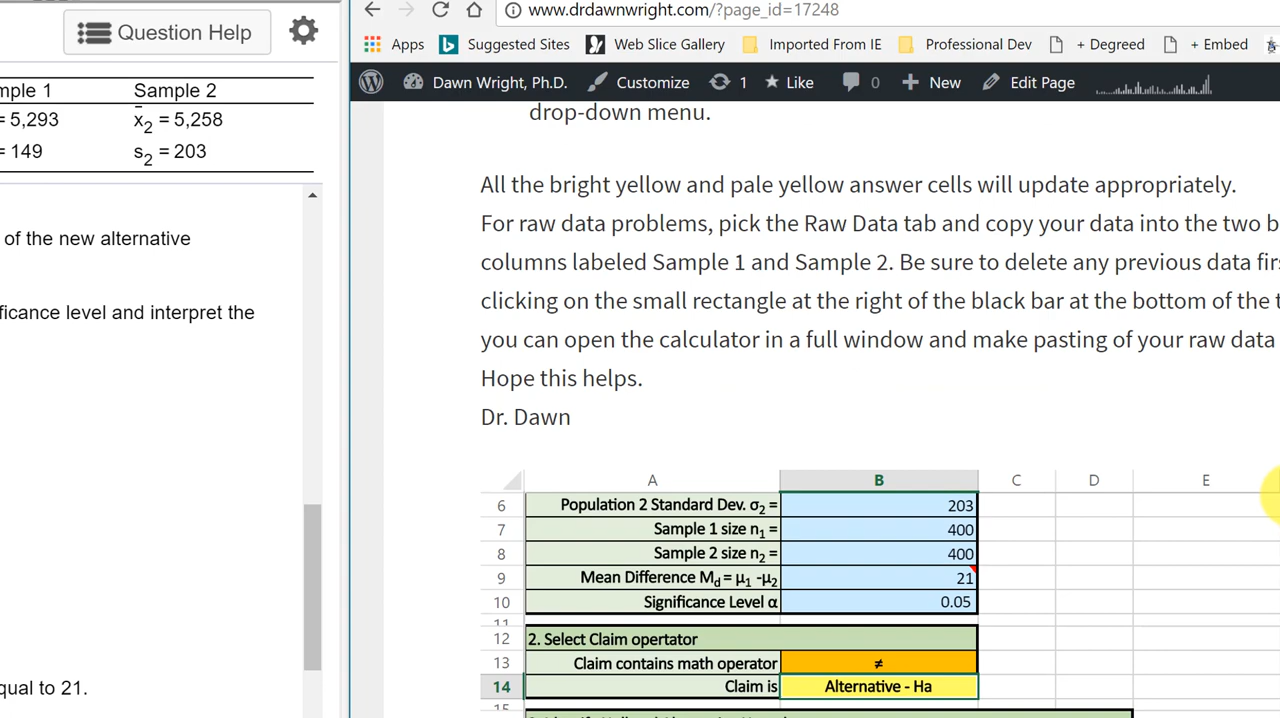 Question Help
mple 1 Sample 2
= 5,293 x̄2 = 5,258
= 149 s2 = 203
of the new alternative
ficance level and interpret the
qual to 21.
www.drdawnwright.com/?page_id=17248
Apps Suggested Sites Web Slice Gallery Imported From IE Professional Dev + Degreed + Embed
Dawn Wright, Ph.D. Customize 1 Like 0 New Edit Page
drop-down menu.
All the bright yellow and pale yellow answer cells will update appropriately.
For raw data problems, pick the Raw Data tab and copy your data into the two b
columns labeled Sample 1 and Sample 2. Be sure to delete any previous data fir
clicking on the small rectangle at the right of the black bar at the bottom of the t
you can open the calculator in a full window and make pasting of your raw data
Hope this helps.
Dr. Dawn
A B C D E
6 Population 2 Standard Dev. σ2 = 203
7 Sample 1 size n1 = 400
8 Sample 2 size n2 = 400
9 Mean Difference Md = μ1 -μ2 21
10 Significance Level α 0.05
11
12 2. Select Claim opertator
13 Claim contains math operator ≠
14 Claim is Alternative - Ha
15